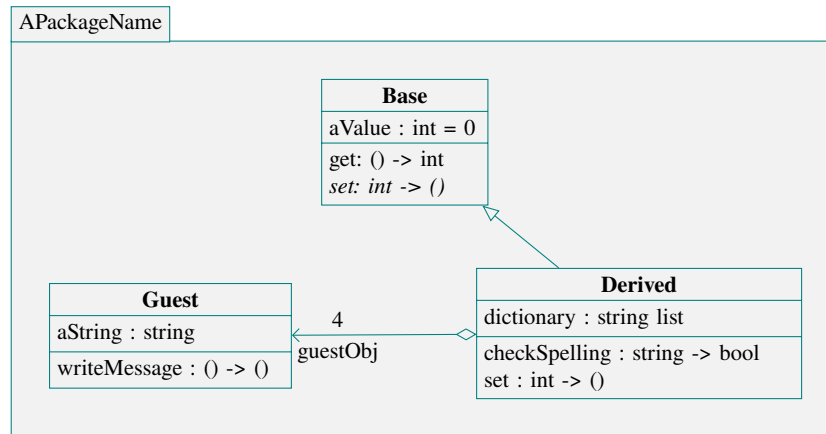 APackageName
Base
aValue : int = 0
get: () -> int
set: int -> ()
Guest
aString : string
writeMessage : () -> ()
4
guestObj
Derived
dictionary : string list
checkSpelling : string -> bool
set : int -> ()